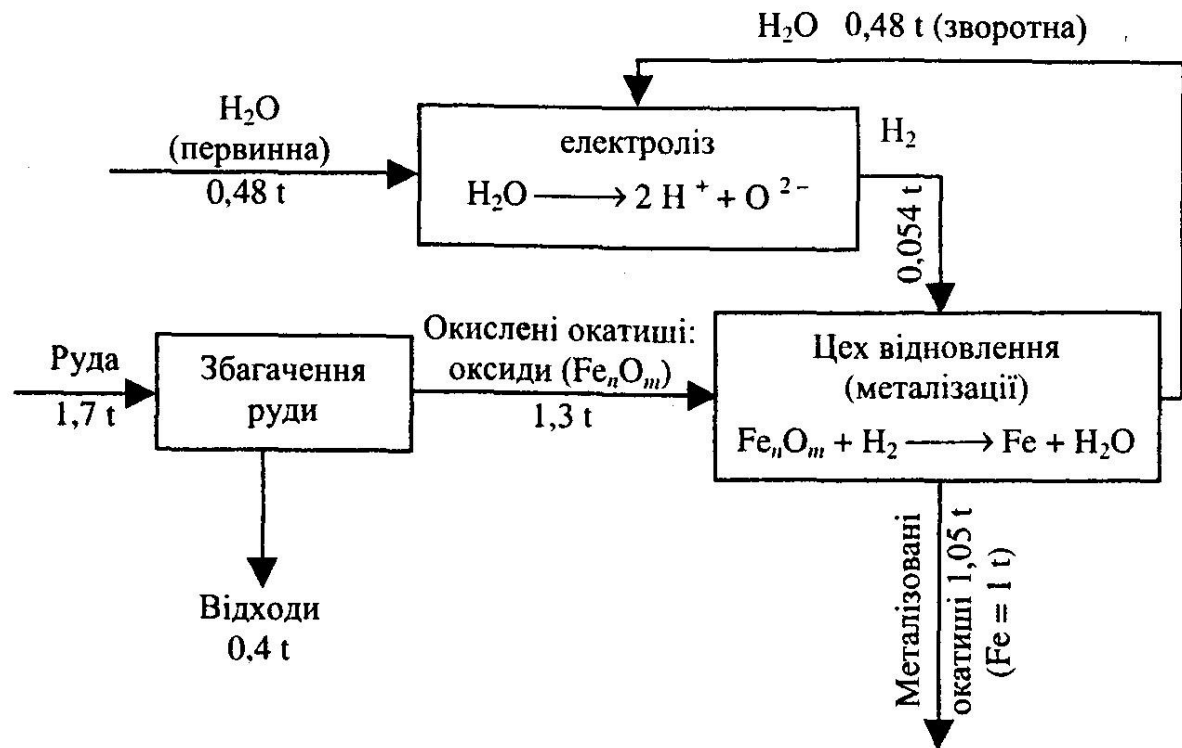 H₂O 0,48 t (зворотна)
H₂O
(первинна)
0,48 t
електроліз
H₂O ⟶ 2 H⁺ + O²⁻
H₂
0,054 t
Руда
1,7 t
Збагачення
руди
Окислені окатиші:
оксиди (FeₙOₘ)
1,3 t
Цех відновлення
(металізації)
FeₙOₘ + H₂ ⟶ Fe + H₂O
Відходи
0,4 t
Металізовані
окатиші 1,05 t
(Fe = 1 t)